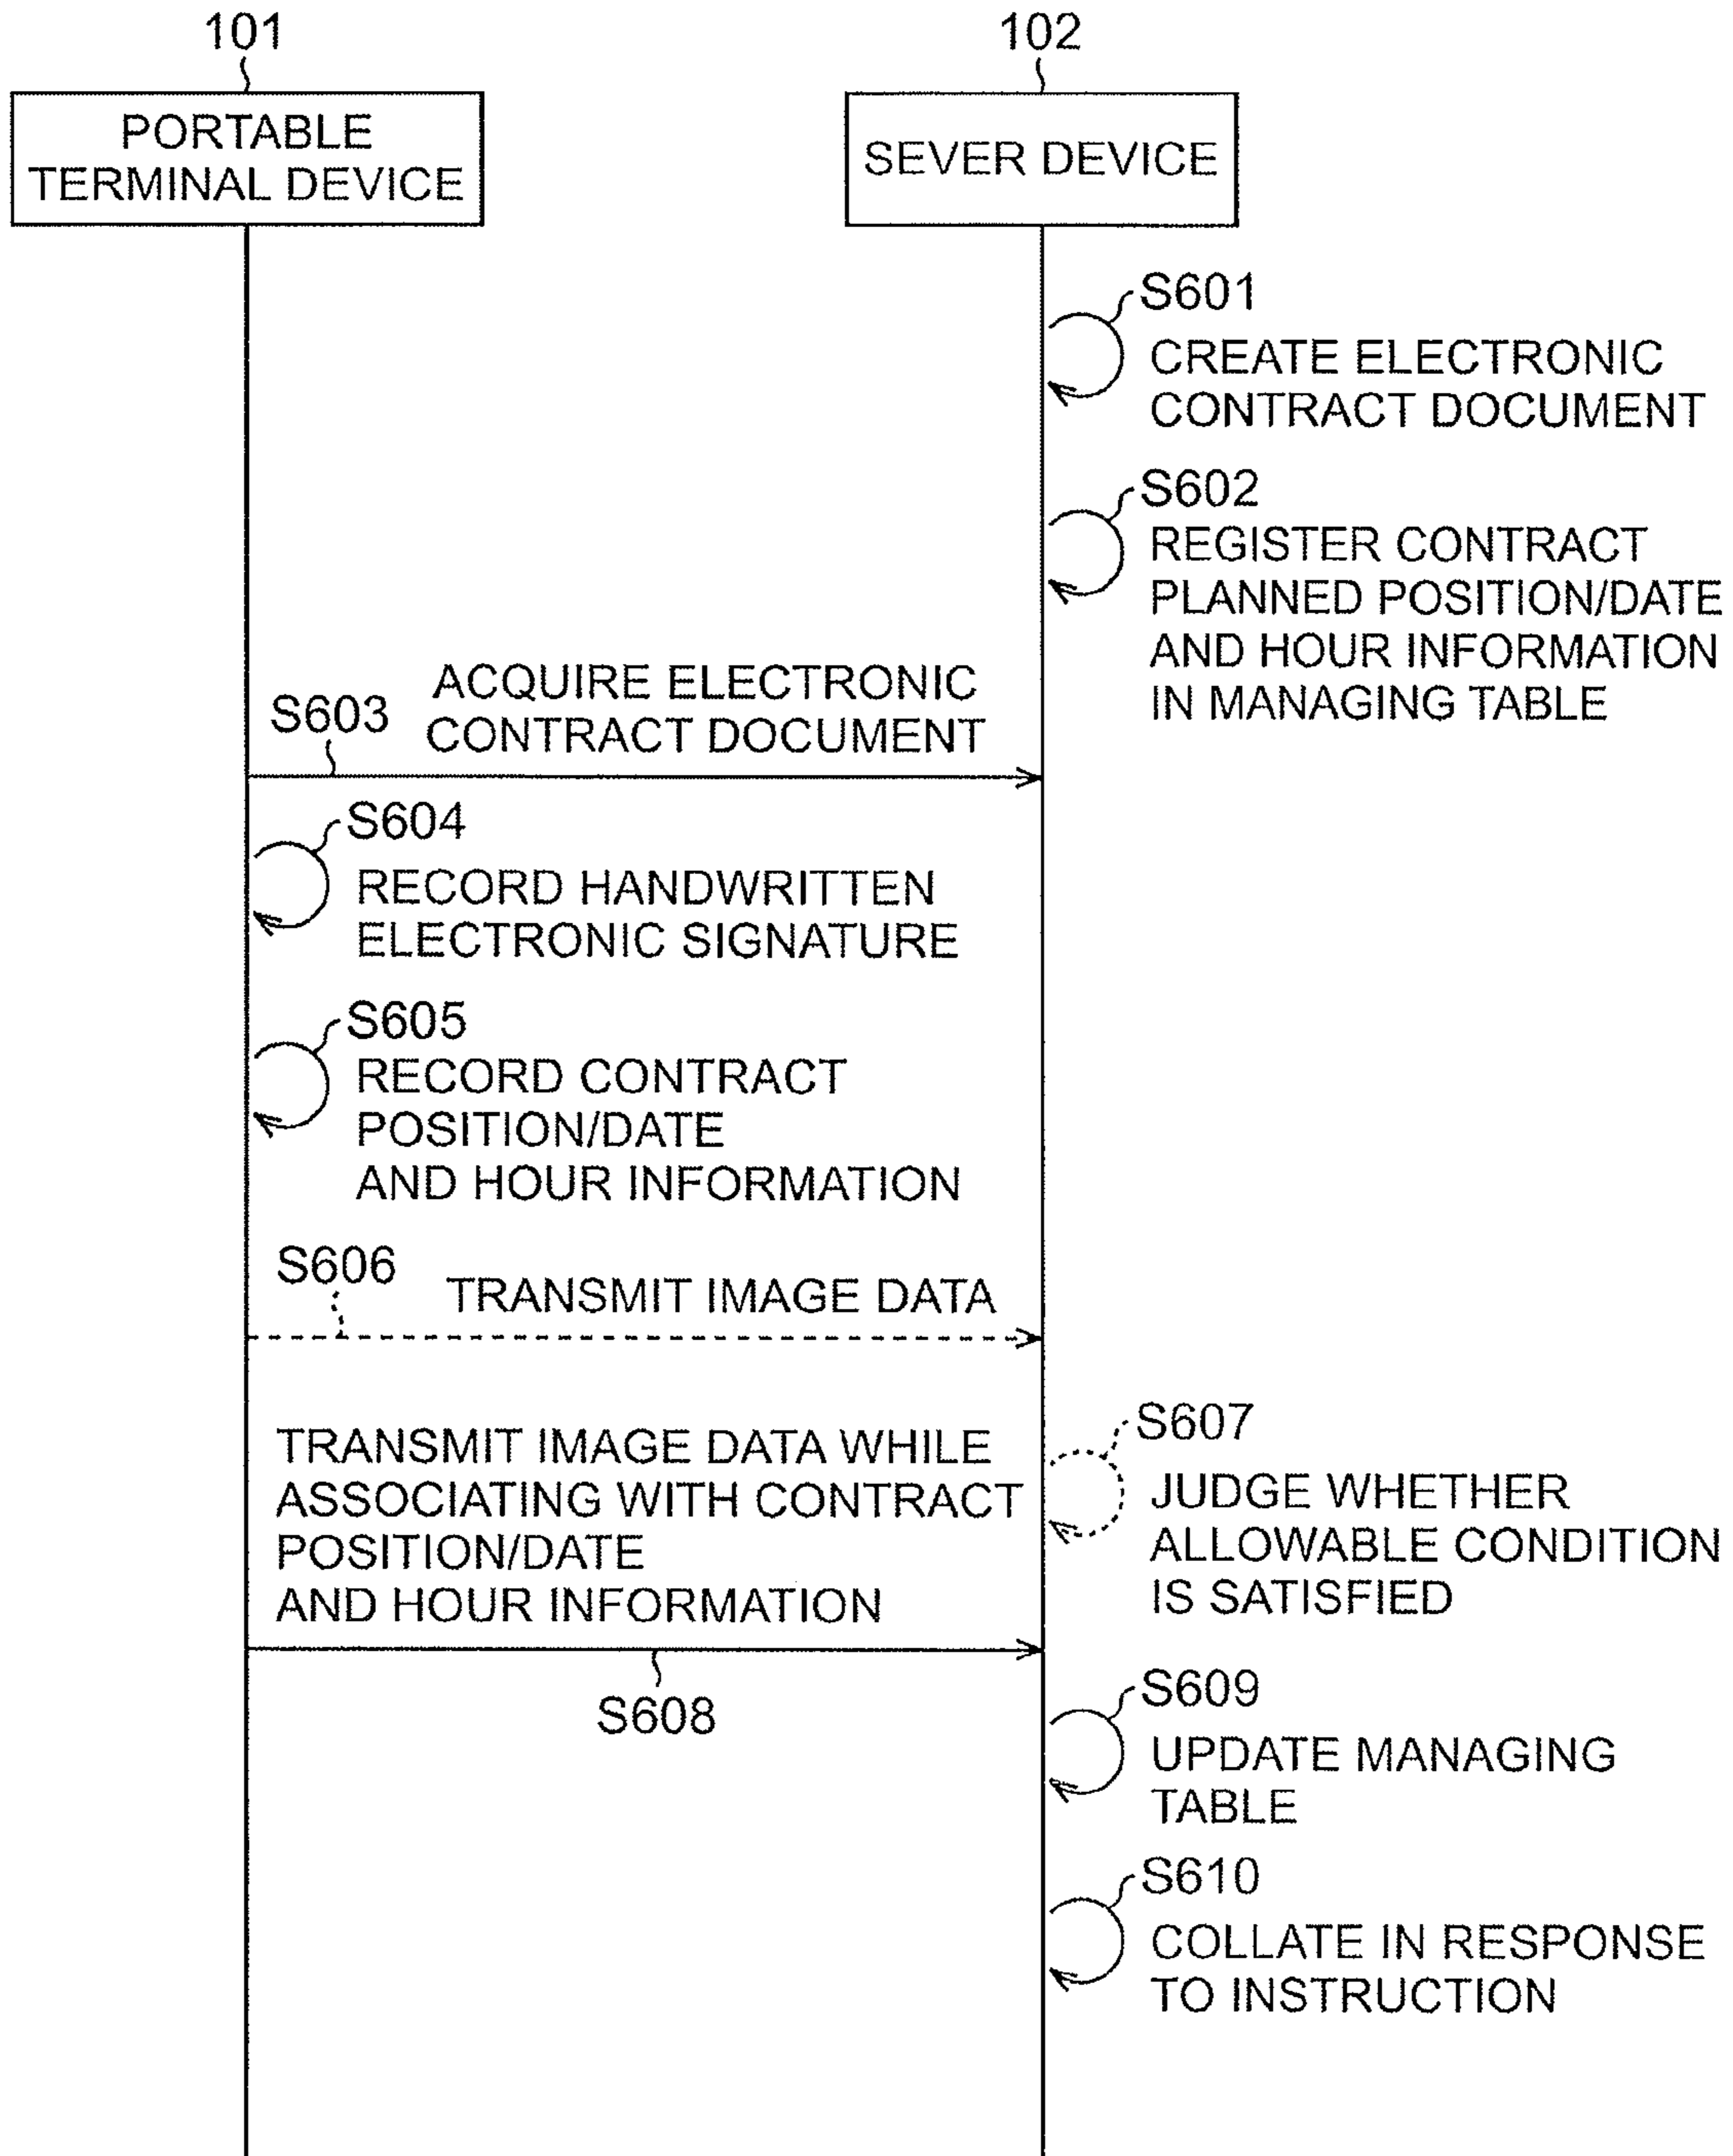 101
102
PORTABLE
TERMINAL DEVICE
SEVER DEVICE
S601
CREATE ELECTRONIC
CONTRACT DOCUMENT
S602
REGISTER CONTRACT
PLANNED POSITION/DATE
AND HOUR INFORMATION
IN MANAGING TABLE
ACQUIRE ELECTRONIC
CONTRACT DOCUMENT
S603
S604
RECORD HANDWRITTEN
ELECTRONIC SIGNATURE
S605
RECORD CONTRACT
POSITION/DATE
AND HOUR INFORMATION
S606
TRANSMIT IMAGE DATA
S607
JUDGE WHETHER
ALLOWABLE CONDITION
IS SATISFIED
TRANSMIT IMAGE DATA WHILE
ASSOCIATING WITH CONTRACT
POSITION/DATE
AND HOUR INFORMATION
S608
S609
UPDATE MANAGING
TABLE
S610
COLLATE IN RESPONSE
TO INSTRUCTION